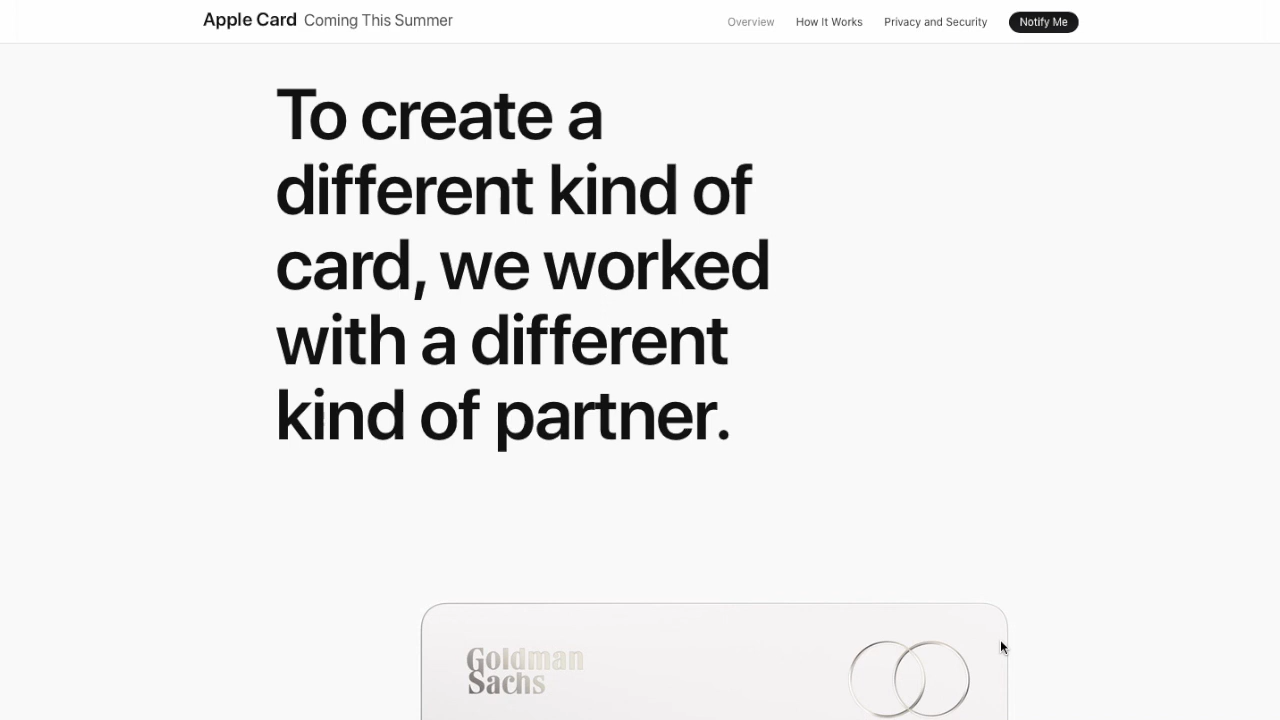 Apple Card Coming This Summer
Overview How It Works Privacy and Security Notify Me
To create a
different kind of
card, we worked
with a different
kind of partner.
Goldman
Sachs